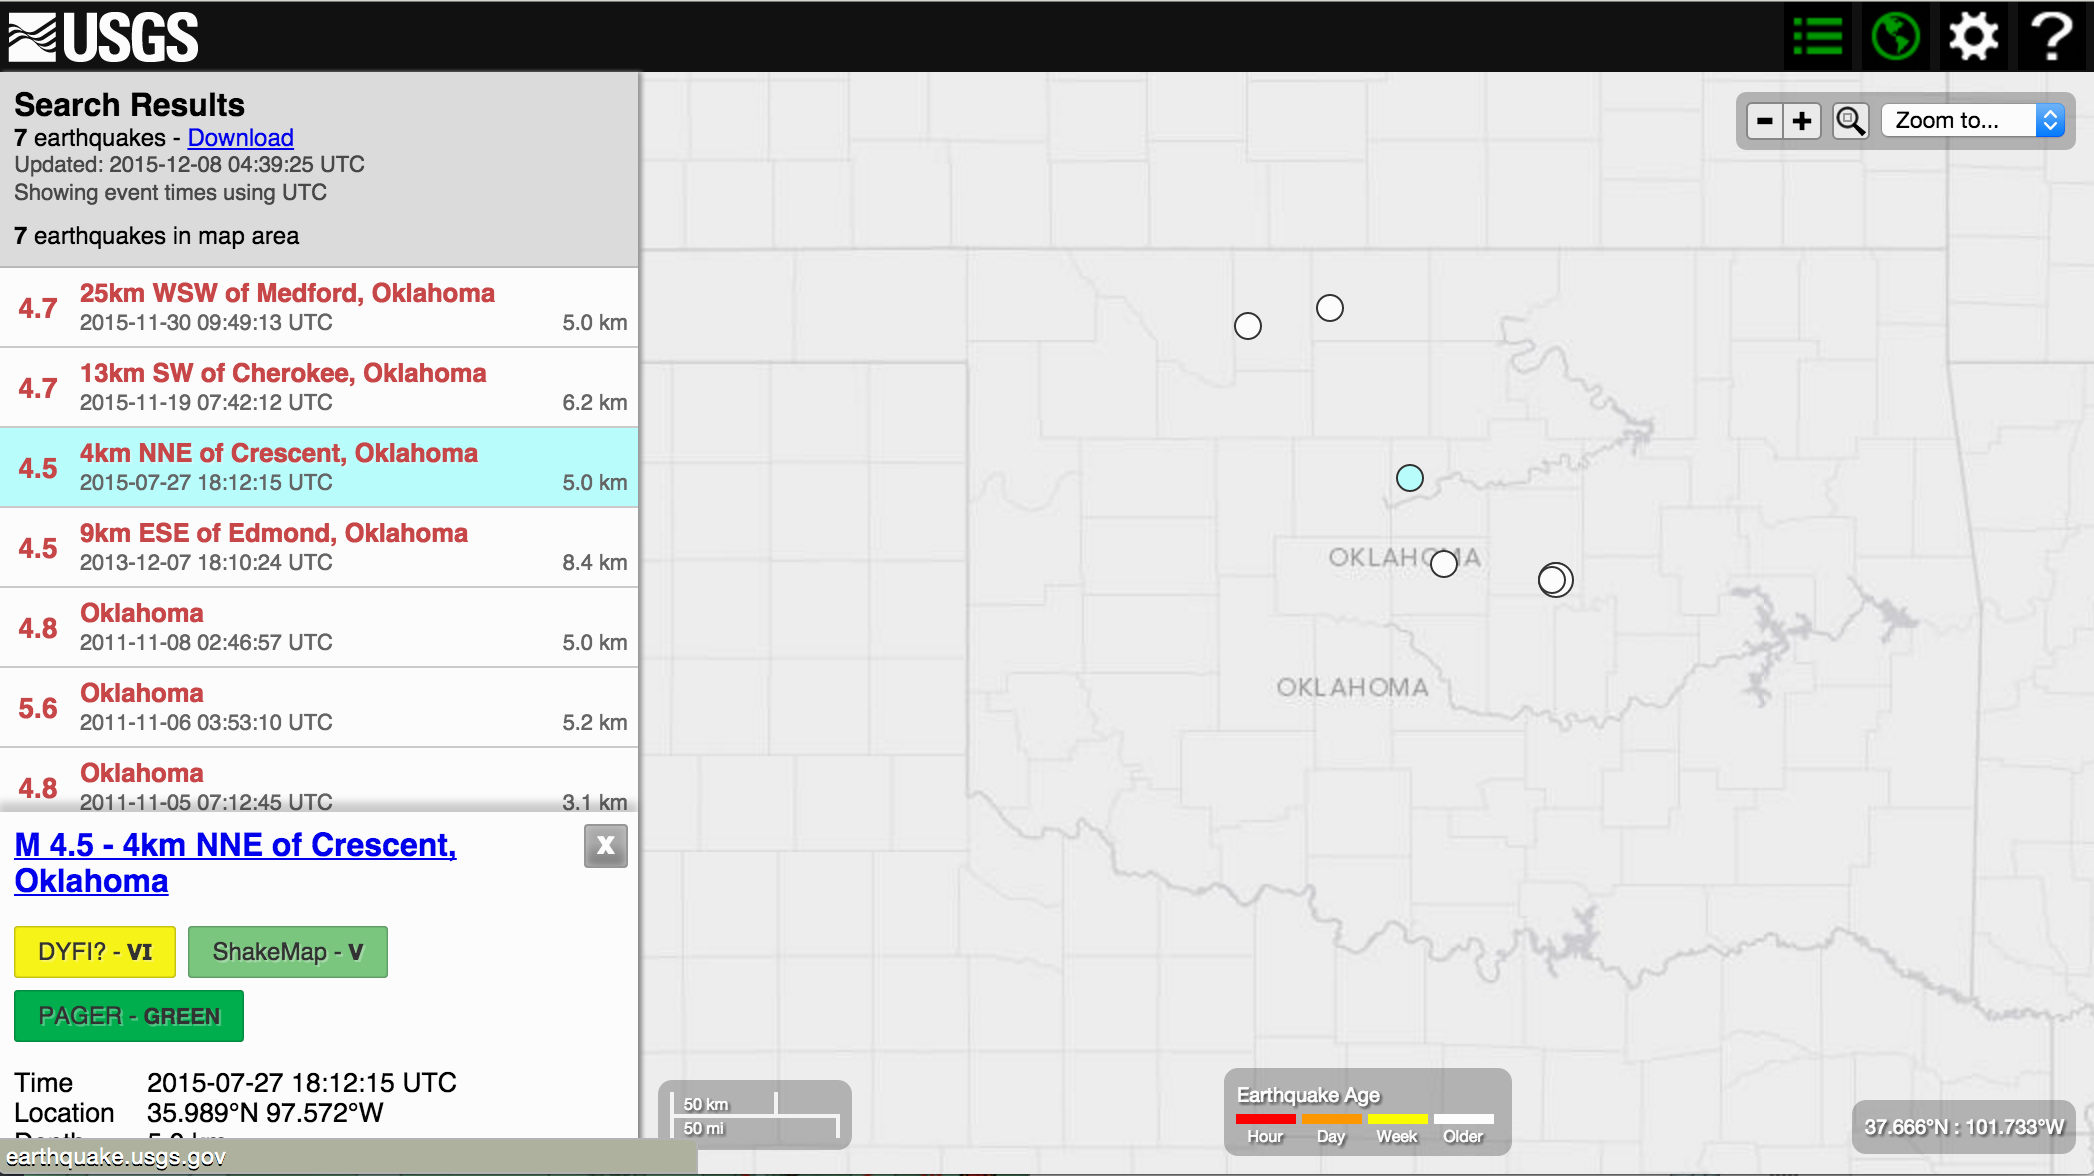 USGS
?
Search Results
7 earthquakes - Download
Updated: 2015-12-08 04:39:25 UTC
Showing event times using UTC
7 earthquakes in map area
4.7
25km WSW of Medford, Oklahoma
2015-11-30 09:49:13 UTC
5.0 km
4.7
13km SW of Cherokee, Oklahoma
2015-11-19 07:42:12 UTC
6.2 km
4.5
4km NNE of Crescent, Oklahoma
2015-07-27 18:12:15 UTC
5.0 km
4.5
9km ESE of Edmond, Oklahoma
2013-12-07 18:10:24 UTC
8.4 km
4.8
Oklahoma
2011-11-08 02:46:57 UTC
5.0 km
5.6
Oklahoma
2011-11-06 03:53:10 UTC
5.2 km
4.8
Oklahoma
2011-11-05 07:12:45 UTC
3.1 km
M 4.5 - 4km NNE of Crescent,
Oklahoma
X
DYFI? - VI
ShakeMap - V
PAGER - GREEN
Time 2015-07-27 18:12:15 UTC
Location 35.989°N 97.572°W
earthquake.usgs.gov
- +
Zoom to...
OKLAHOMA
OKLAHOMA
50 km
50 mi
Earthquake Age
Hour Day Week Older
37.666°N : 101.733°W